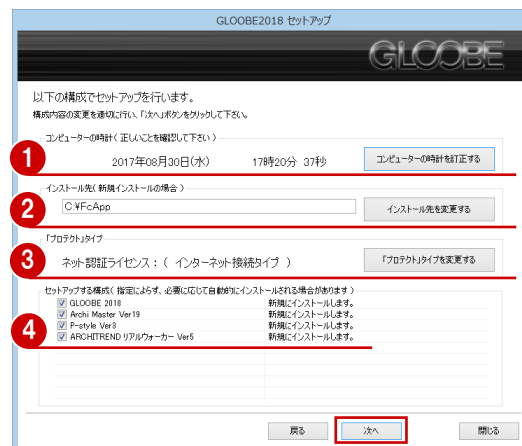 GLOOBE2018 セットアップ
GLOOBE
以下の構成でセットアップを行います。
構成内容の変更を適切に行い、「次へ」ボタンをクリックして下さい。
コンピューターの時計( 正しいことを確認して下さい )
1
2017年08月30日(水) 17時20分 37秒
コンピューターの時計を訂正する
インストール先( 新規インストールの場合 )
2
C:¥FcApp
インストール先を変更する
「プロテクト」タイプ
3
ネット認証ライセンス : ( インターネット接続タイプ )
「プロテクト」タイプを変更する
セットアップする構成( 指定によらず、必要に応じて自動的にインストールされる場合があります )
4
GLOOBE 2018 新規にインストールします。
Archi Master Ver19 新規にインストールします。
P-style Ver8 新規にインストールします。
ARCHITREND リアルウォーカー Ver5 新規にインストールします。
戻る
次へ
閉じる